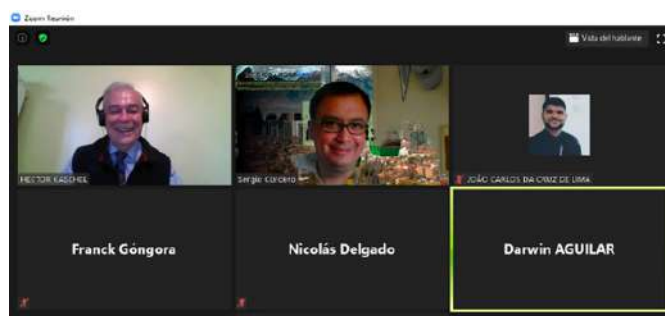 Zoom Reunión
Vista del hablante
HECTOR KASCHEL
Sergio Cordero
JOÃO CARLOS DA CRUZ DE LIMA
Franck Góngora
Nicolás Delgado
Darwin AGUILAR